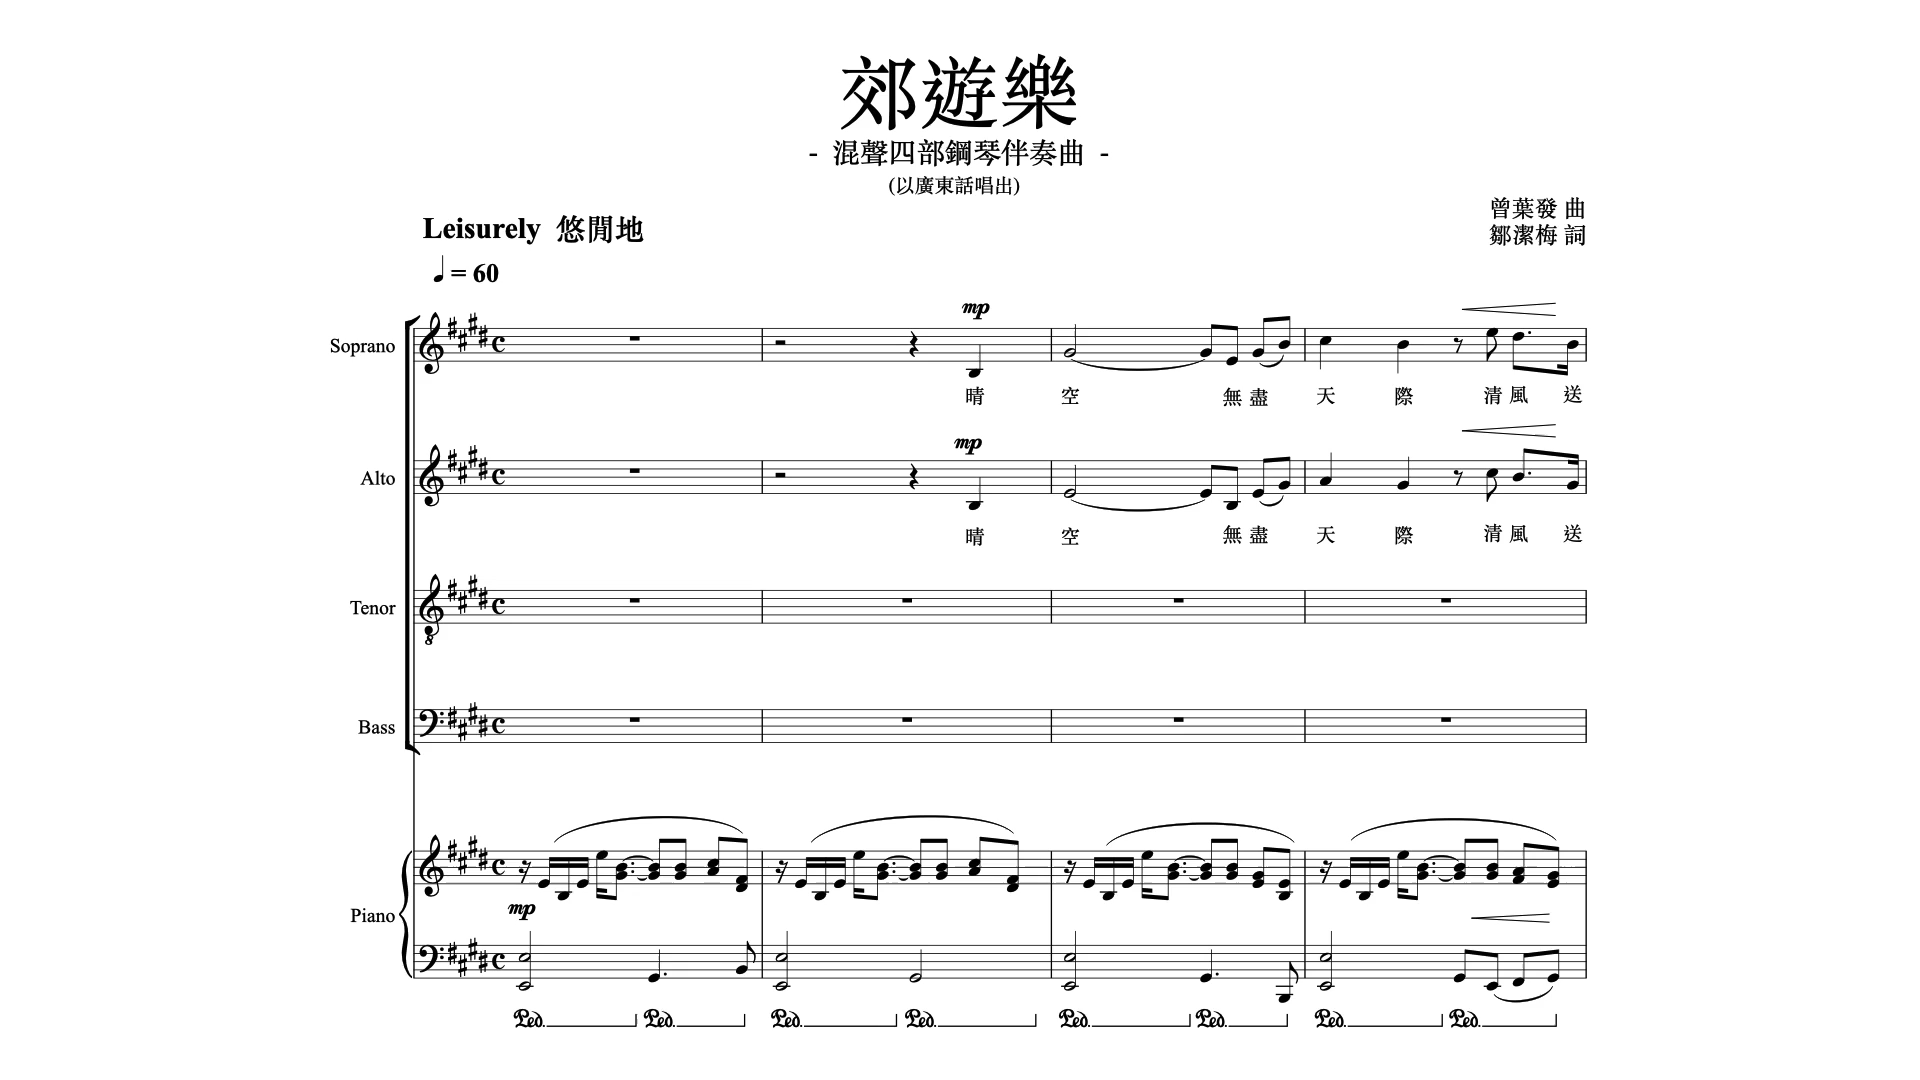 郊遊樂
- 混聲四部鋼琴伴奏曲 -
(以廣東話唱出)
曾葉發 曲
鄒潔梅 詞
Leisurely 悠閒地
♩ = 60
mp
Soprano
晴 空 無 盡 天 際 清 風 送
mp
Alto
晴 空 無 盡 天 際 清 風 送
Tenor
8
Bass
Piano
mp
Ped. Ped. Ped. Ped. Ped. Ped. Ped. Ped.